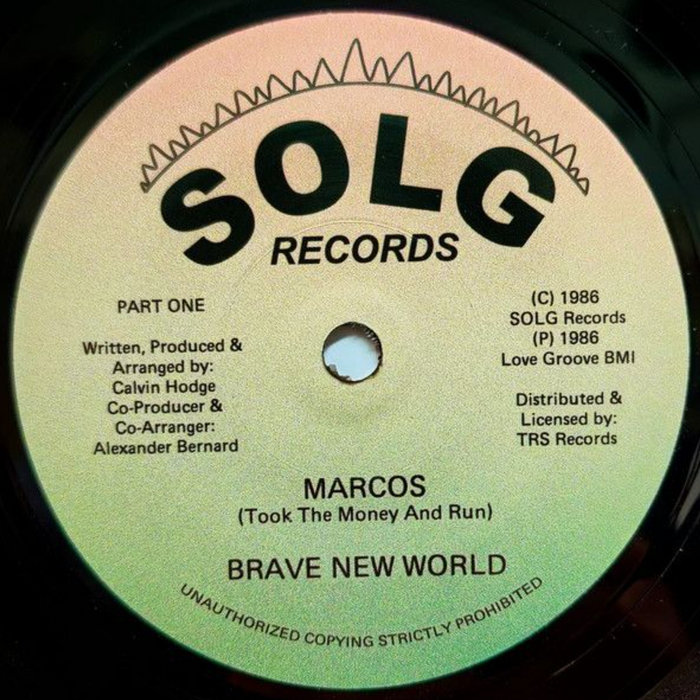 SOLG
RECORDS
PART ONE
Written, Produced &
Arranged by:
Calvin Hodge
Co-Producer &
Co-Arranger:
Alexander Bernard
(C) 1986
SOLG Records
(P) 1986
Love Groove BMI
Distributed &
Licensed by:
TRS Records
MARCOS
(Took The Money And Run)
BRAVE NEW WORLD
UNAUTHORIZED COPYING STRICTLY PROHIBITED